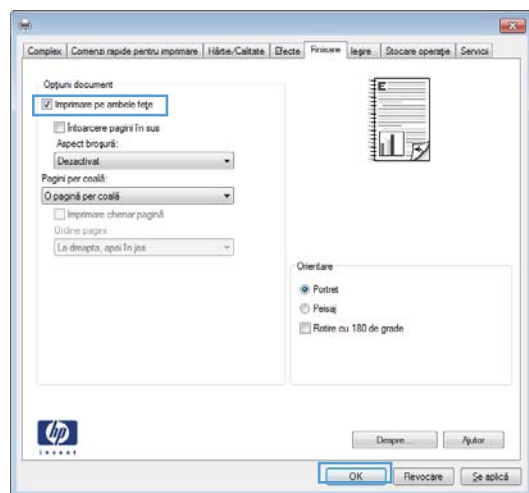 Complex Comenzi rapide pentru imprimare Hârtie/Calitate Efecte Finisare Ieşire Stocare operaţie Servicii
Opţiuni document
Imprimare pe ambele feţe
Întoarcere pagini în sus
Aspect broşură:
Dezactivat
Pagini per coală:
O pagină per coală
Imprimare chenar pagină
Ordine pagini
La dreapta, apoi în jos
E
Orientare
Portret
Peisaj
Rotire cu 180 de grade
hp
invent
Despre... Ajutor
OK Revocare Se aplică